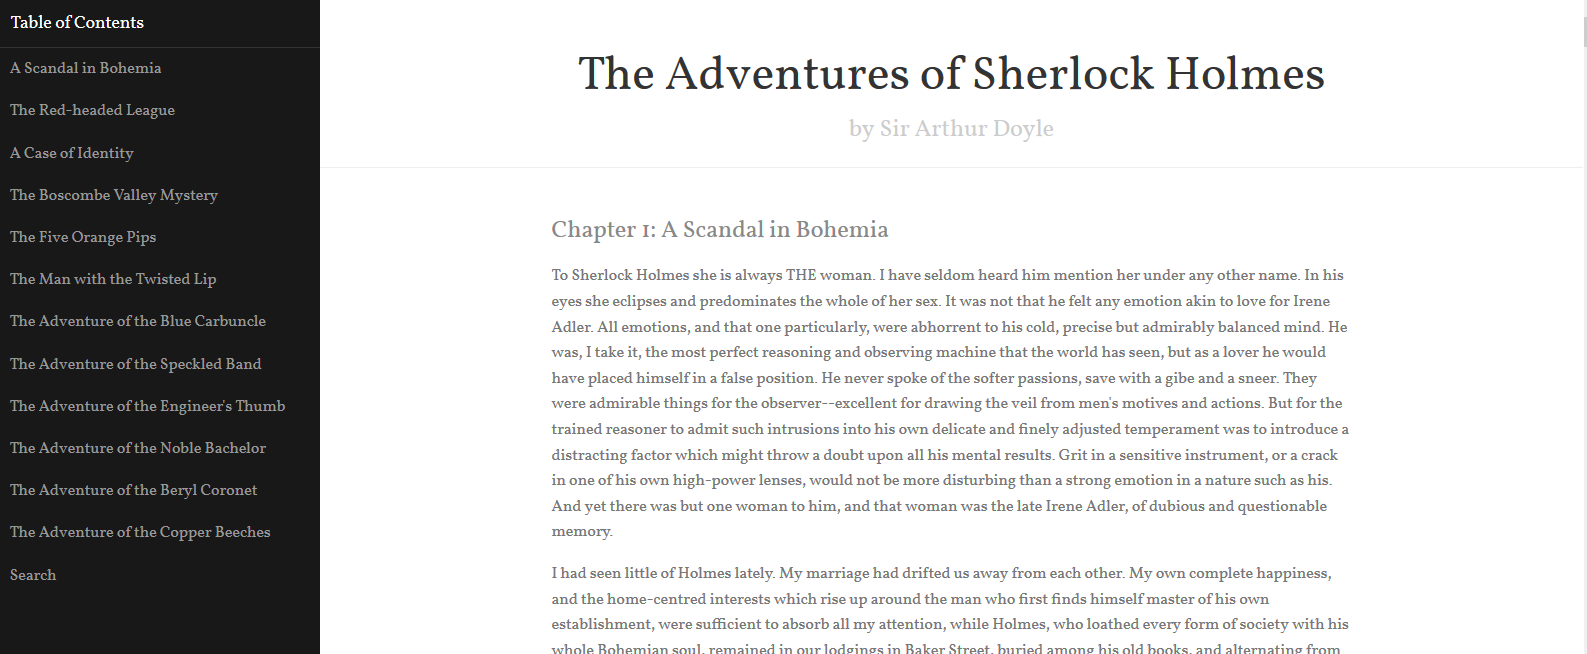 Table of Contents
A Scandal in Bohemia
The Red-headed League
A Case of Identity
The Boscombe Valley Mystery
The Five Orange Pips
The Man with the Twisted Lip
The Adventure of the Blue Carbuncle
The Adventure of the Speckled Band
The Adventure of the Engineer's Thumb
The Adventure of the Noble Bachelor
The Adventure of the Beryl Coronet
The Adventure of the Copper Beeches
Search
The Adventures of Sherlock Holmes
by Sir Arthur Doyle
Chapter 1: A Scandal in Bohemia
To Sherlock Holmes she is always THE woman. I have seldom heard him mention her under any other name. In his
eyes she eclipses and predominates the whole of her sex. It was not that he felt any emotion akin to love for Irene
Adler. All emotions, and that one particularly, were abhorrent to his cold, precise but admirably balanced mind. He
was, I take it, the most perfect reasoning and observing machine that the world has seen, but as a lover he would
have placed himself in a false position. He never spoke of the softer passions, save with a gibe and a sneer. They
were admirable things for the observer--excellent for drawing the veil from men's motives and actions. But for the
trained reasoner to admit such intrusions into his own delicate and finely adjusted temperament was to introduce a
distracting factor which might throw a doubt upon all his mental results. Grit in a sensitive instrument, or a crack
in one of his own high-power lenses, would not be more disturbing than a strong emotion in a nature such as his.
And yet there was but one woman to him, and that woman was the late Irene Adler, of dubious and questionable
memory.
I had seen little of Holmes lately. My marriage had drifted us away from each other. My own complete happiness,
and the home-centred interests which rise up around the man who first finds himself master of his own
establishment, were sufficient to absorb all my attention, while Holmes, who loathed every form of society with his
whole Bohemian soul, remained in our lodgings in Baker Street, buried among his old books, and alternating from